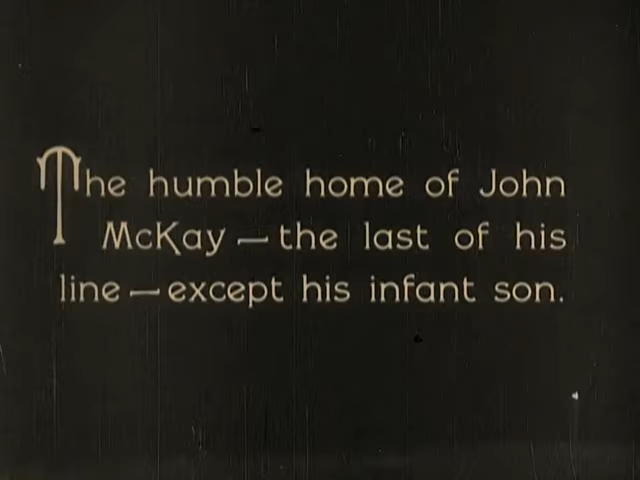 The humble home of John
McKay — the last of his
line — except his infant son.